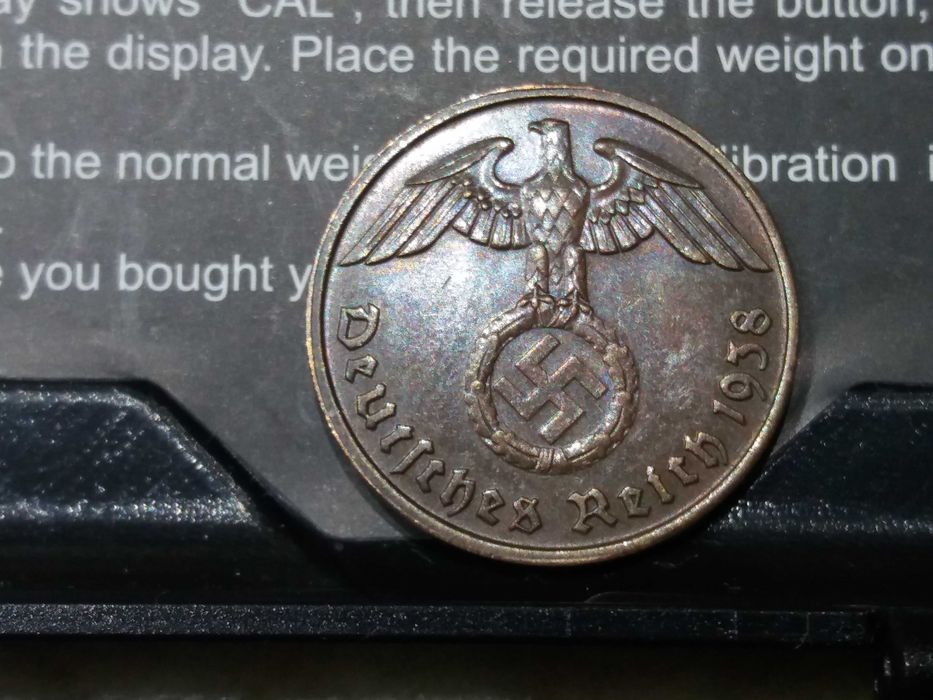 shows "CAL", then release the button,
the display. Place the required weight on
the normal
libration
you bought
Deutsches Reich 1938